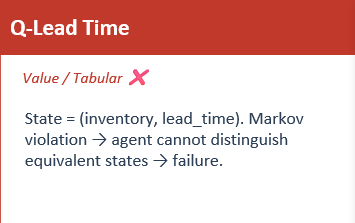 Q-Lead Time
Value / Tabular ❌
State = (inventory, lead_time). Markov
violation → agent cannot distinguish
equivalent states → failure.